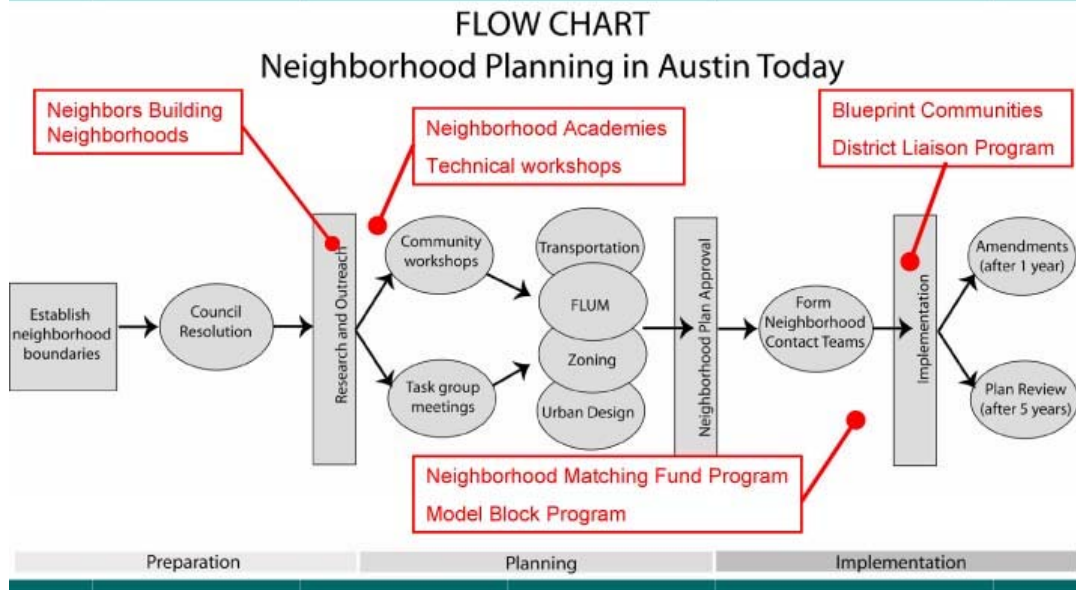 FLOW CHART
Neighborhood Planning in Austin Today
Neighbors Building
Neighborhoods
Neighborhood Academies
Technical workshops
Blueprint Communities
District Liaison Program
Establish
neighborhood
boundaries
Council
Resolution
Research and Outreach
Community
workshops
Task group
meetings
Transportation
FLUM
Zoning
Urban Design
Neighborhood Plan Approval
Form
Neighborhood
Contact Teams
Implementation
Amendments
(after 1 year)
Plan Review
(after 5 years)
Neighborhood Matching Fund Program
Model Block Program
Preparation
Planning
Implementation